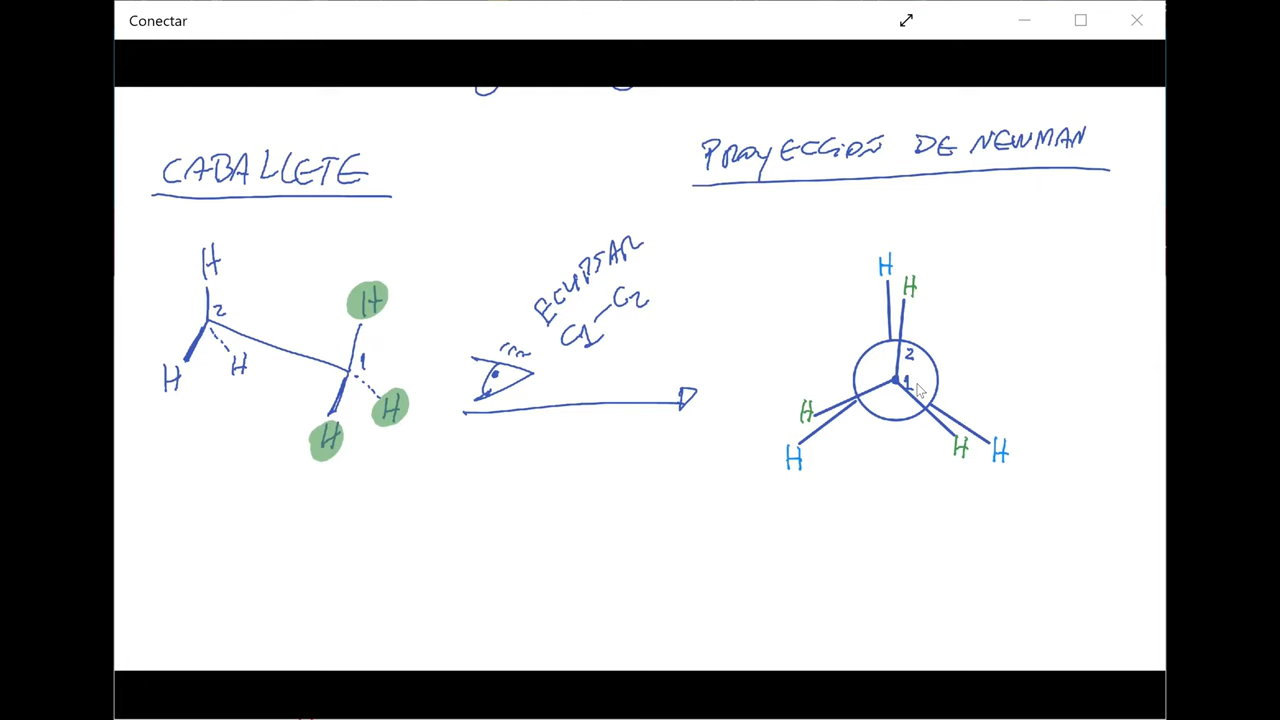 Conectar
CABALLETE
PROYECCIÓN DE NEWMAN
H
2
H
H
H
1
H
H
ECLIPSAR
C1-C2
H
H
2
1
H
H
H
H